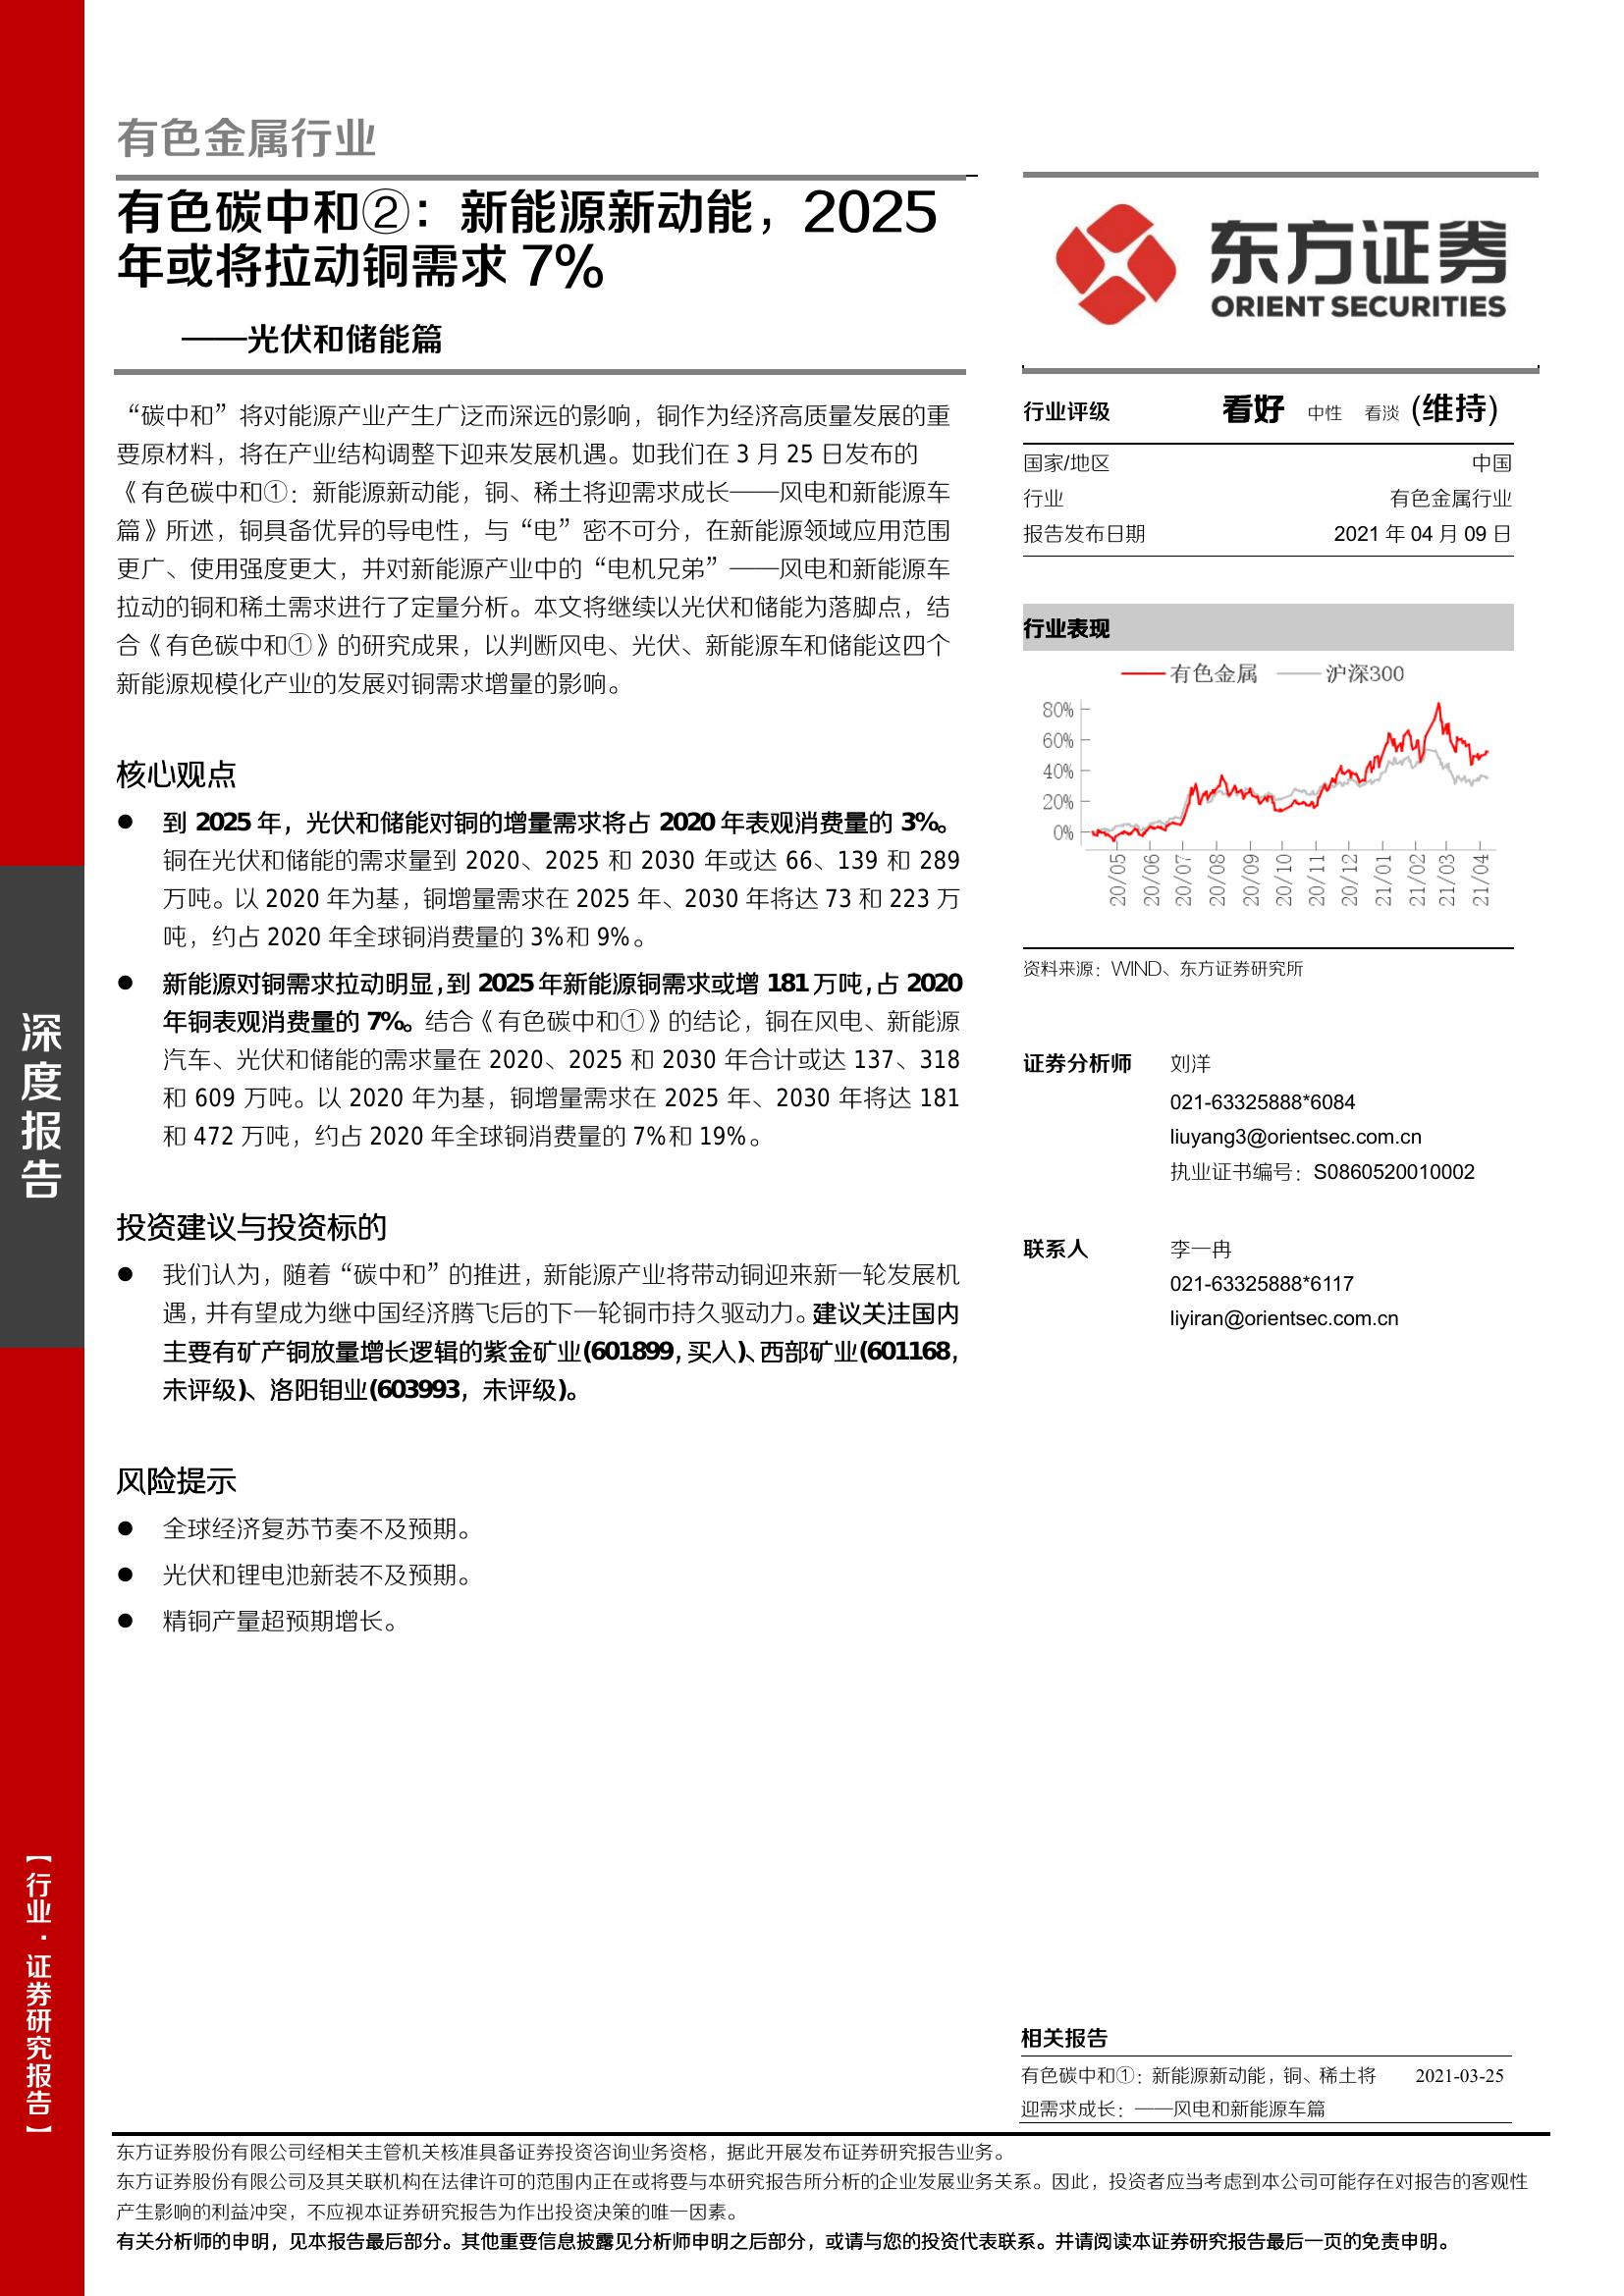 有色金属行业
有色碳中和②：新能源新动能，2025
年或将拉动铜需求 7%
——光伏和储能篇
“碳中和”将对能源产业产生广泛而深远的影响，铜作为经济高质量发展的重
要原材料，将在产业结构调整下迎来发展机遇。如我们在 3 月 25 日发布的
《有色碳中和①：新能源新动能，铜、稀土将迎需求成长——风电和新能源车
篇》所述，铜具备优异的导电性，与“电”密不可分，在新能源领域应用范围
更广、使用强度更大，并对新能源产业中的“电机兄弟”——风电和新能源车
拉动的铜和稀土需求进行了定量分析。本文将继续以光伏和储能为落脚点，结
合《有色碳中和①》的研究成果，以判断风电、光伏、新能源车和储能这四个
新能源规模化产业的发展对铜需求增量的影响。
核心观点
● 到 2025 年，光伏和储能对铜的增量需求将占 2020 年表观消费量的 3%。
铜在光伏和储能的需求量到 2020、2025 和 2030 年或达 66、139 和 289
万吨。以 2020 年为基，铜增量需求在 2025 年、2030 年将达 73 和 223 万
吨，约占 2020 年全球铜消费量的 3%和 9%。
● 新能源对铜需求拉动明显，到 2025 年新能源铜需求或增 181 万吨，占 2020
年铜表观消费量的 7%。结合《有色碳中和①》的结论，铜在风电、新能源
汽车、光伏和储能的需求量在 2020、2025 和 2030 年合计或达 137、318
和 609 万吨。以 2020 年为基，铜增量需求在 2025 年、2030 年将达 181
和 472 万吨，约占 2020 年全球铜消费量的 7%和 19%。
投资建议与投资标的
● 我们认为，随着“碳中和”的推进，新能源产业将带动铜迎来新一轮发展机
遇，并有望成为继中国经济腾飞后的下一轮铜市持久驱动力。建议关注国内
主要有矿产铜放量增长逻辑的紫金矿业(601899，买入)、西部矿业(601168，
未评级)、洛阳钼业(603993，未评级)。
风险提示
● 全球经济复苏节奏不及预期。
● 光伏和锂电池新装不及预期。
● 精铜产量超预期增长。
东方证券
ORIENT SECURITIES
行业评级 看好 中性 看淡 (维持)
国家/地区 中国
行业 有色金属行业
报告发布日期 2021 年 04 月 09 日
行业表现
有色金属 沪深300
80%
60%
40%
20%
0%
20/05 20/06 20/07 20/08 20/09 20/10 20/11 20/12 21/01 21/02 21/03 21/04
资料来源：WIND、东方证券研究所
证券分析师 刘洋
021-63325888*6084
liuyang3@orientsec.com.cn
执业证书编号：S0860520010002
联系人 李一冉
021-63325888*6117
liyiran@orientsec.com.cn
相关报告
有色碳中和①：新能源新动能，铜、稀土将 2021-03-25
迎需求成长：——风电和新能源车篇
深度报告
【行业·证券研究报告】
东方证券股份有限公司经相关主管机关核准具备证券投资咨询业务资格，据此开展发布证券研究报告业务。
东方证券股份有限公司及其关联机构在法律许可的范围内正在或将要与本研究报告所分析的企业发展业务关系。因此，投资者应当考虑到本公司可能存在对报告的客观性
产生影响的利益冲突，不应视本证券研究报告为作出投资决策的唯一因素。
有关分析师的申明，见本报告最后部分。其他重要信息披露见分析师申明之后部分，或请与您的投资代表联系。并请阅读本证券研究报告最后一页的免责申明。